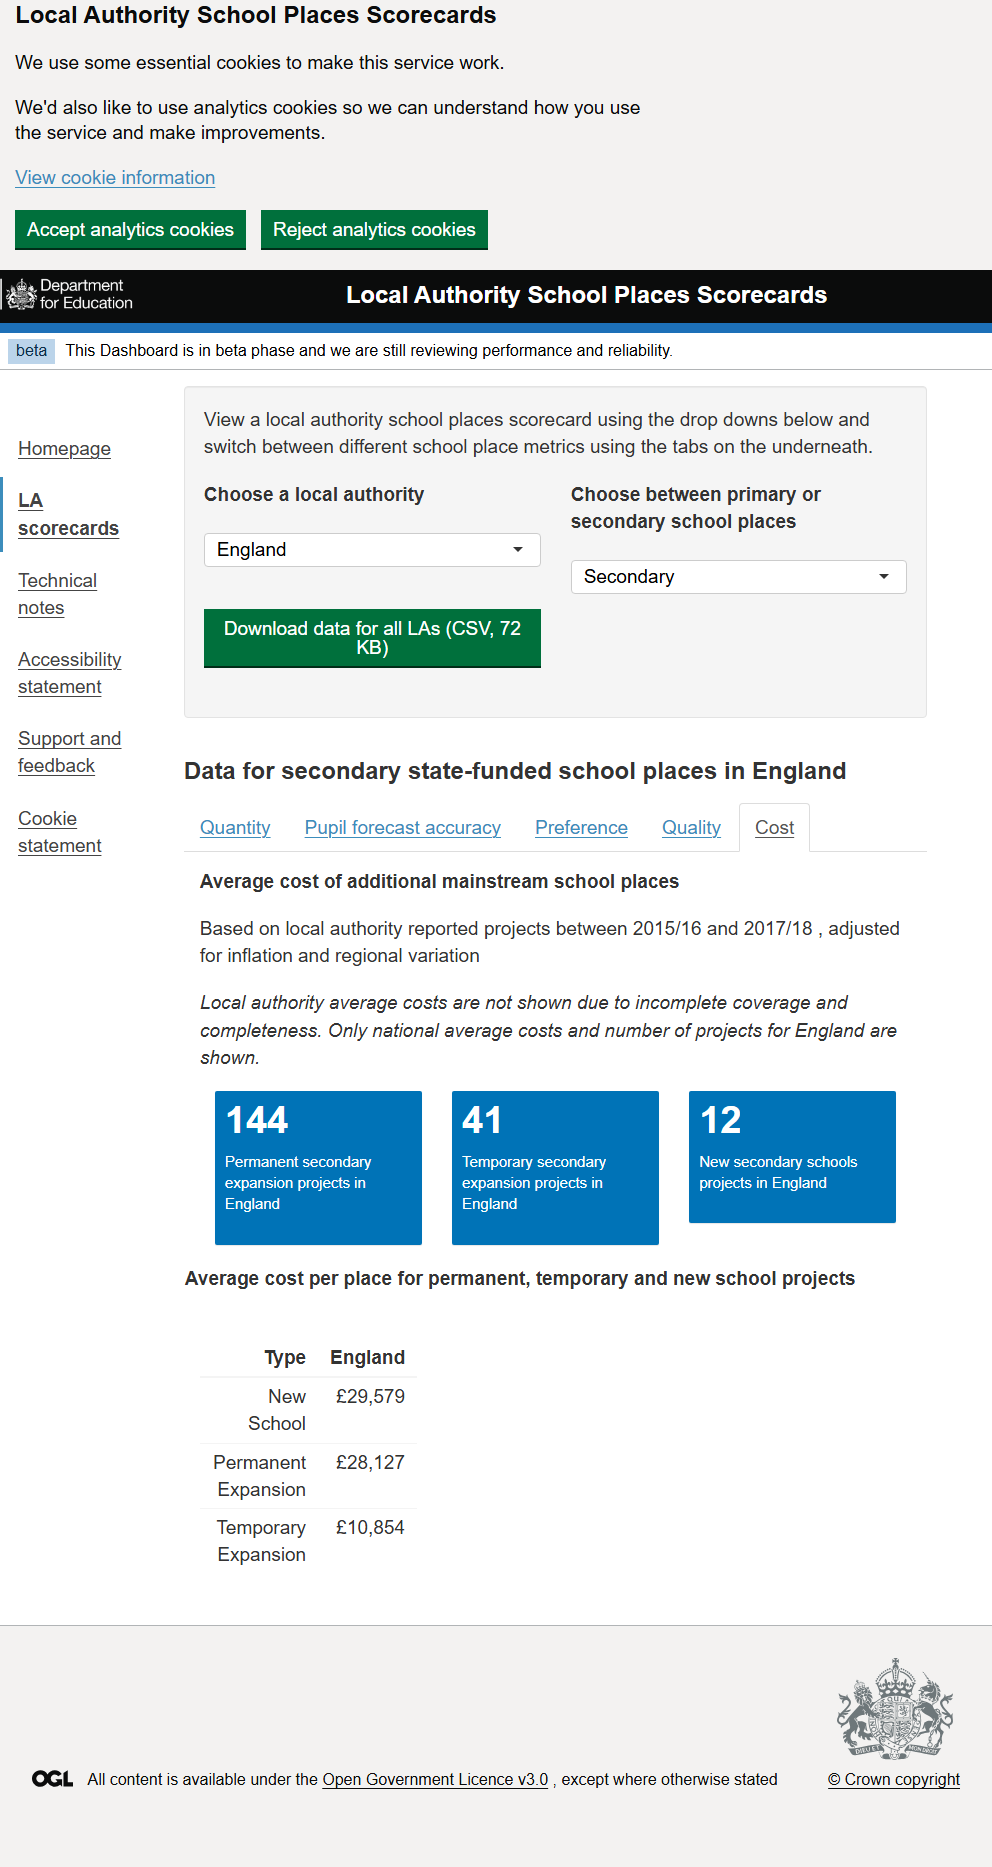 Local Authority School Places Scorecards
We use some essential cookies to make this service work.
We'd also like to use analytics cookies so we can understand how you use
the service and make improvements.
View cookie information
Accept analytics cookies
Reject analytics cookies
Department
for Education
Local Authority School Places Scorecards
beta
This Dashboard is in beta phase and we are still reviewing performance and reliability.
Homepage
LA
scorecards
Technical
notes
Accessibility
statement
Support and
feedback
Cookie
statement
View a local authority school places scorecard using the drop downs below and
switch between different school place metrics using the tabs on the underneath.
Choose a local authority
England
Download data for all LAs (CSV, 72
KB)
Choose between primary or
secondary school places
Secondary
Data for secondary state-funded school places in England
Quantity
Pupil forecast accuracy
Preference
Quality
Cost
Average cost of additional mainstream school places
Based on local authority reported projects between 2015/16 and 2017/18 , adjusted
for inflation and regional variation
Local authority average costs are not shown due to incomplete coverage and
completeness. Only national average costs and number of projects for England are
shown.
144
Permanent secondary
expansion projects in
England
41
Temporary secondary
expansion projects in
England
12
New secondary schools
projects in England
Average cost per place for permanent, temporary and new school projects
Type England
New £29,579
School
Permanent £28,127
Expansion
Temporary £10,854
Expansion
OGL All content is available under the Open Government Licence v3.0 , except where otherwise stated
© Crown copyright